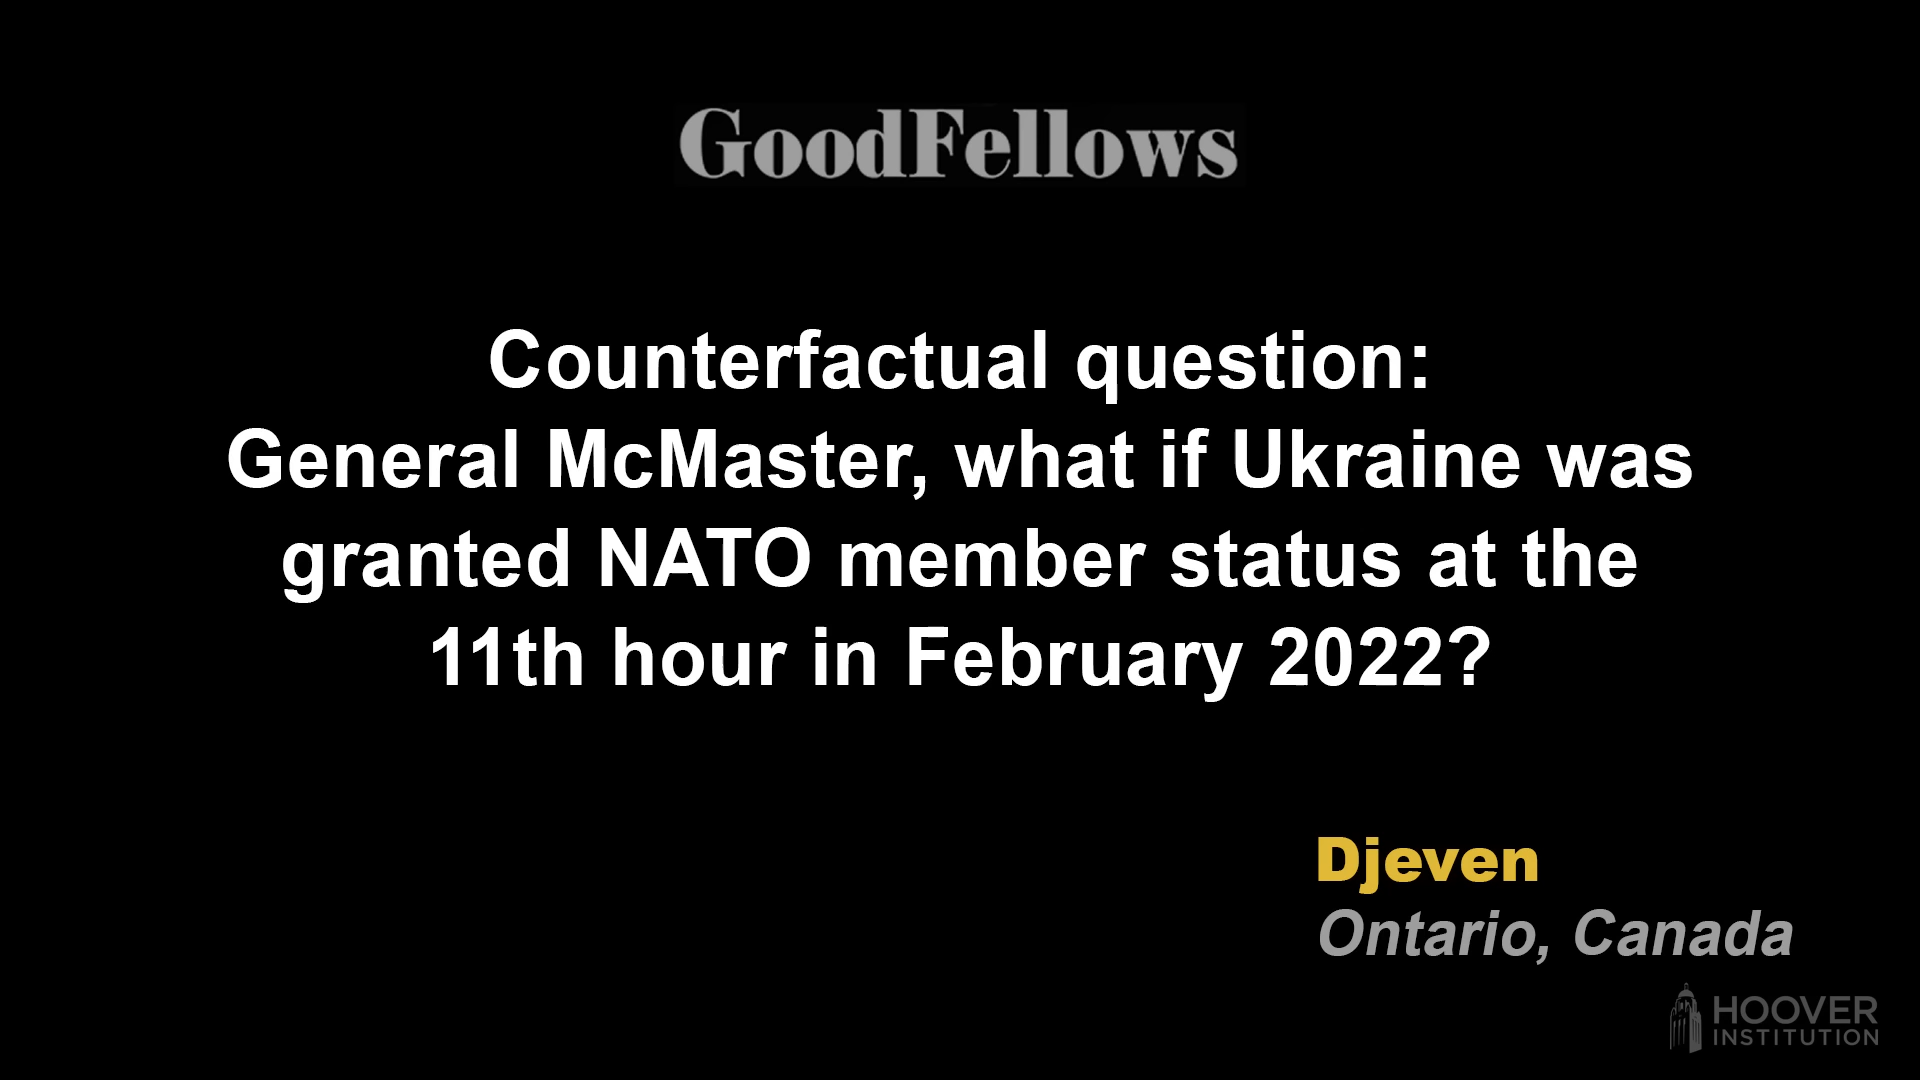 GoodFellows
Counterfactual question:
General McMaster, what if Ukraine was
granted NATO member status at the
11th hour in February 2022?
Djeven
Ontario, Canada
HOOVER
INSTITUTION